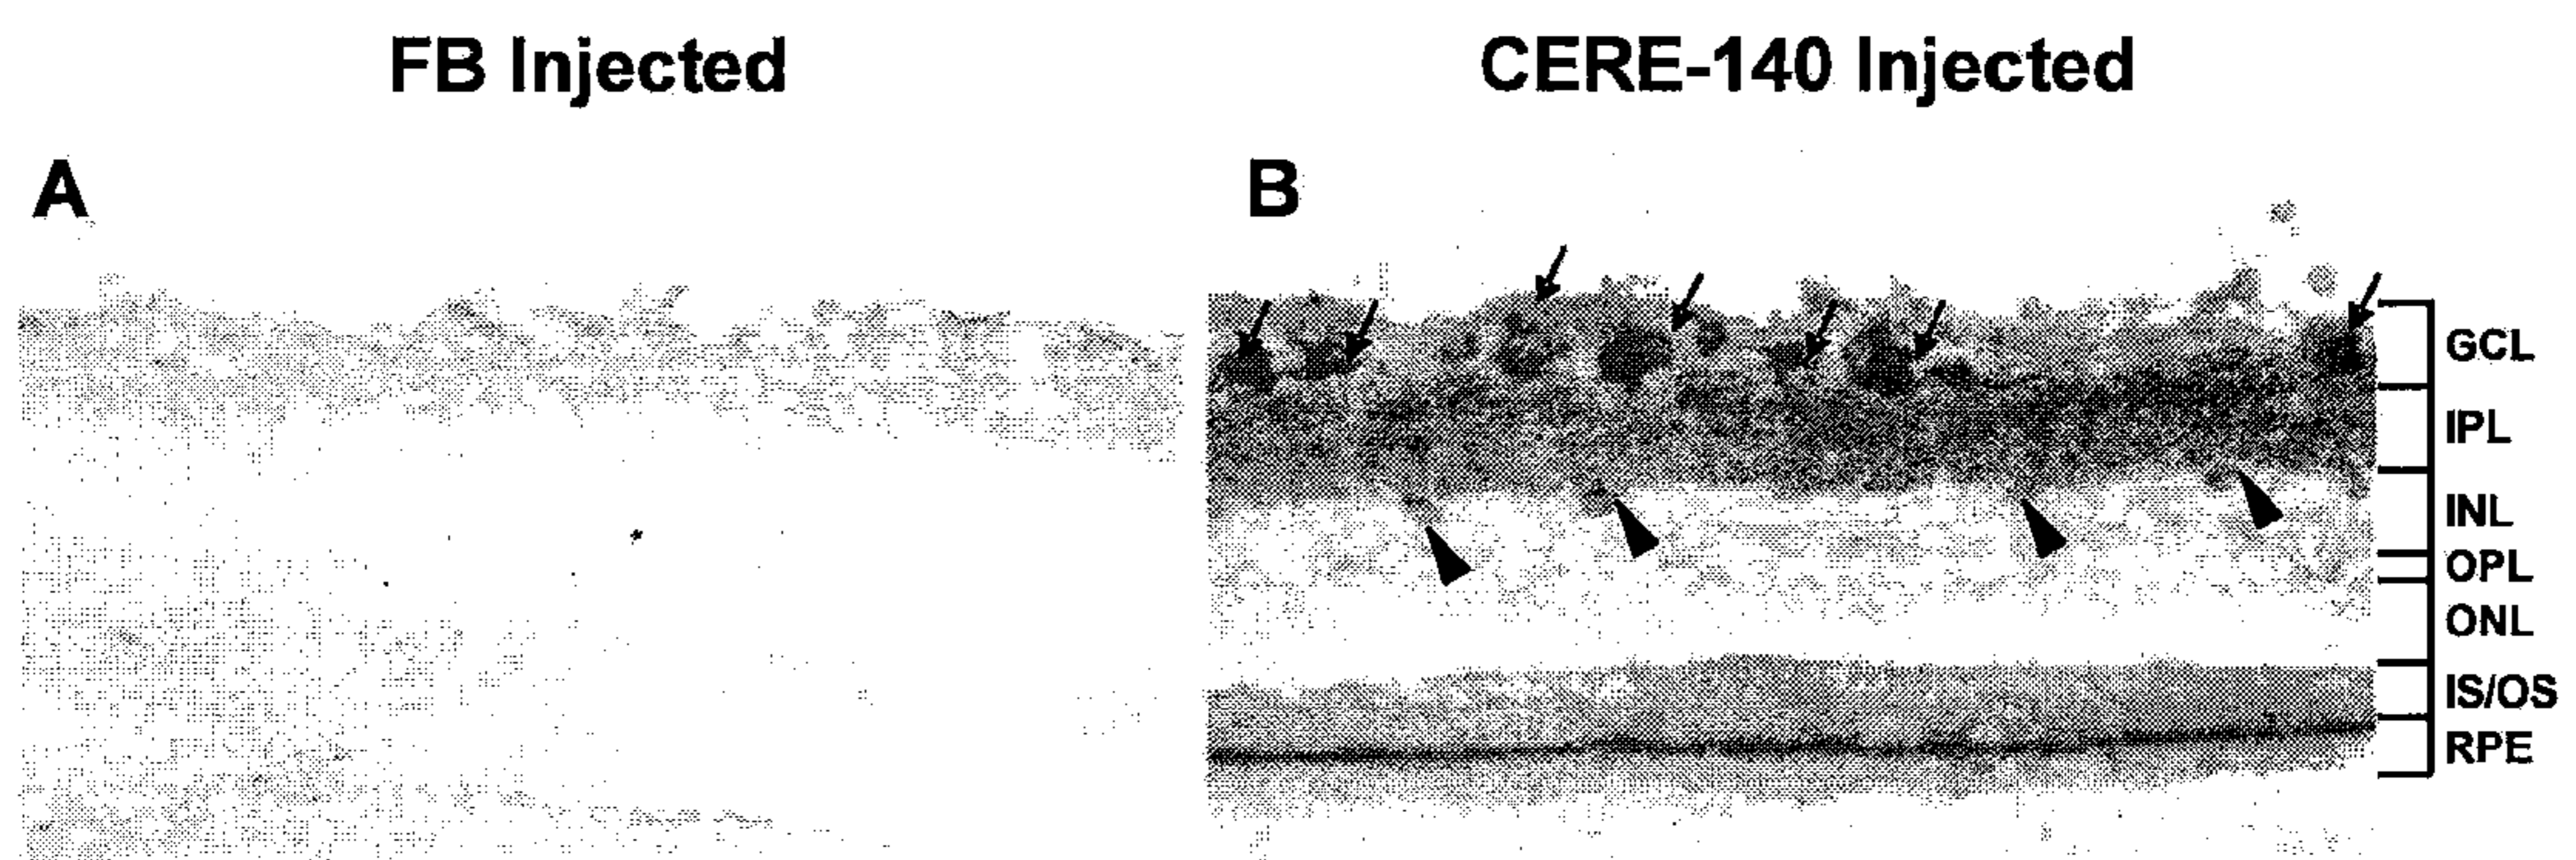 FB Injected
CERE-140 Injected
A
B
GCL
IPL
INL
OPL
ONL
IS/OS
RPE